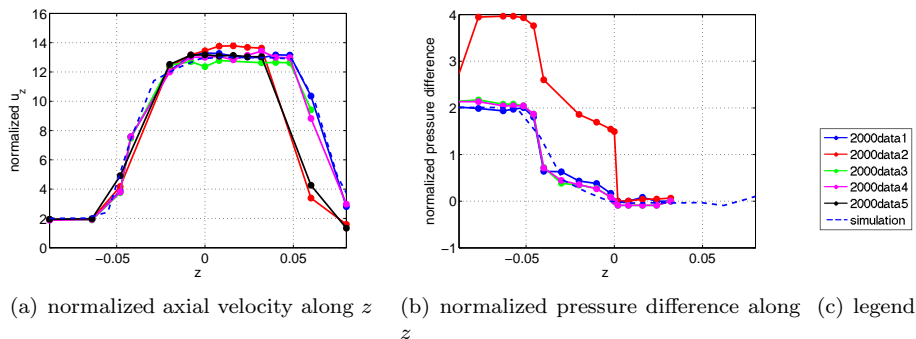 16
14
12
10
8
6
4
2
0
normalized u_z
−0.05
0
0.05
z
4
3
2
1
0
−1
normalized pressure difference
−0.05
0
0.05
z
2000data1
2000data2
2000data3
2000data4
2000data5
simulation
(a) normalized axial velocity along z
(b) normalized pressure difference along
z
(c) legend